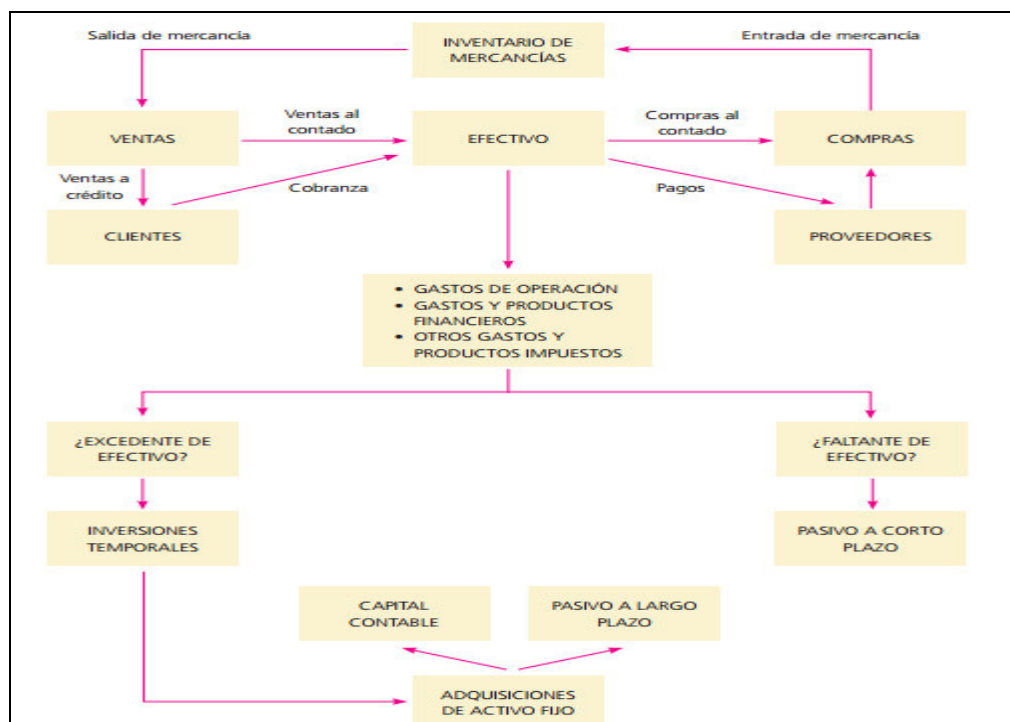 Salida de mercancía
INVENTARIO DE
MERCANCÍAS
Entrada de mercancía
VENTAS
Ventas al
contado
EFECTIVO
Compras al
contado
COMPRAS
Ventas a
crédito
Cobranza
Pagos
CLIENTES
PROVEEDORES
• GASTOS DE OPERACIÓN
• GASTOS Y PRODUCTOS
FINANCIEROS
• OTROS GASTOS Y
PRODUCTOS IMPUESTOS
¿EXCEDENTE DE
EFECTIVO?
¿FALTANTE DE
EFECTIVO?
INVERSIONES
TEMPORALES
PASIVO A CORTO
PLAZO
CAPITAL
CONTABLE
PASIVO A LARGO
PLAZO
ADQUISICIONES
DE ACTIVO FIJO